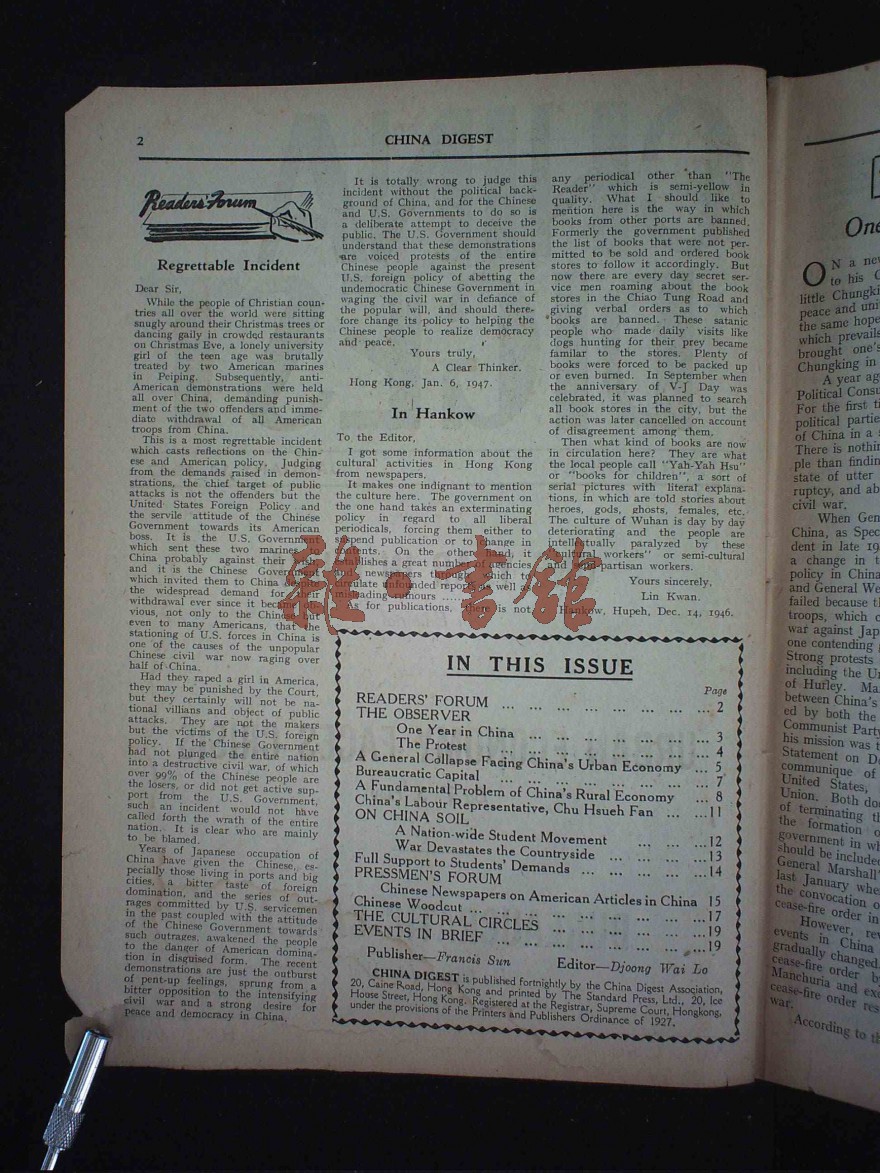 2
CHINA DIGEST
Readers' Forum
Regrettable Incident
Dear Sir,
While the people of Christian coun-
tries all over the world were sitting
snugly around their Christmas trees or
dancing gaily in crowded restaurants
on Christmas Eve, a lonely university
girl of the teen age was brutally
treated by two American marines
in Peiping. Subsequently, anti-
American demonstrations were held
all over China, demanding punish-
ment of the two offenders and imme-
diate withdrawal of all American
troops from China.
This is a most regrettable incident
which casts reflections on the Chin-
ese and American policy. Judging
from the demands raised in demon-
strations, the chief target of public
attacks is not the offenders but the
United States Foreign Policy and
the servile attitude of the Chinese
Government towards its American
boss. It is the U.S. Government
which sent these two marines
China probably against their
and it is the Chinese Government
which invited them to China
the widespread demand for their
withdrawal ever since it became
vious, not only to the Chinese but
even to many Americans, that the
stationing of U.S. forces in China is
one of the causes of the unpopular
Chinese civil war now raging over
half of China.
Had they raped a girl in America,
they may be punished by the Court,
but they certainly will not be na-
tional villians and object of public
attacks. They are not the makers
but the victims of the U.S. foreign
policy. If the Chinese Government
had not plunged the entire nation
into a destructive civil war, of which
over 99% of the Chinese people are
the losers, or did not get active sup-
port from the U.S. Government,
such an incident would not have
called forth the wrath of the entire
nation. It is clear who are mainly
to be blamed.
Years of Japanese occupation of
China have given the Chinese, es-
pecially those living in ports and big
cities, a bitter taste of foreign
domination, and the series of out-
rages committed by U.S. servicemen
in the past coupled with the attitude
of the Chinese Government towards
such outrages, awakened the people
to the danger of American domina-
tion in disguised form. The recent
demonstrations are just the outburst
of pent-up feelings, sprung from a
bitter opposition to the intensifying
civil war and a strong desire for
peace and democracy in China.
It is totally wrong to judge this
incident without the political back-
ground of China, and for the Chinese
and U.S. Governments to do so is
a deliberate attempt to deceive the
public. The U.S. Government should
understand that these demonstrations
are voiced protests of the entire
Chinese people against the present
U.S. foreign policy of abetting the
undemocratic Chinese Government in
waging the civil war in defiance of
the popular will, and should there-
fore change its policy to helping the
Chinese people to realize democracy
and peace.
Yours truly,
A Clear Thinker.
Hong Kong, Jan. 6, 1947.
In Hankow
To the Editor,
I got some information about the
cultural activities in Hong Kong
from newspapers.
It makes one indignant to mention
the culture here. The government on
the one hand takes an exterminating
policy in regard to all liberal
periodicals, forcing them either to
suspend publication or to change in
contents. On the other hand, it
establishes a great number of agencies
and newspapers through which to
circulate unfounded reports as well as
misleading rumours
As for publications, there is not
any periodical other than "The
Reader" which is semi-yellow in
quality. What I should like to
mention here is the way in which
books from other ports are banned.
Formerly the government published
the list of books that were not per-
mitted to be sold and ordered book
stores to follow it accordingly. But
now there are every day secret ser-
vice men roaming about the book
stores in the Chiao Tung Road and
giving verbal orders as to which
books are banned. These satanic
people who made daily visits like
dogs hunting for their prey became
familar to the stores. Plenty of
books were forced to be packed up
or even burned. In September when
the anniversary of V-J Day was
celebrated, it was planned to search
all book stores in the city, but the
action was later cancelled on account
of disagreement among them.
Then what kind of books are now
in circulation here? They are what
the local people call "Yah-Yah Hsu"
or "books for children", a sort of
serial pictures with literal explana-
tions, in which are told stories about
heroes, gods, ghosts, females, etc.
The culture of Wuhan is day by day
deteriorating and the people are
intellectually paralyzed by these
"cultural workers" or semi-cultural
and semi-partisan workers.
Yours sincerely,
Lin Kwan.
Hankow, Hupeh, Dec. 14, 1946.
IN THIS ISSUE
Page
READERS' FORUM ... 2
THE OBSERVER
One Year in China ... 3
The Protest ... 4
A General Collapse Facing China's Urban Economy ... 5
Bureaucratic Capital ... 7
A Fundamental Problem of China's Rural Economy ... 8
China's Labour Representative, Chu Hsueh Fan ... 11
ON CHINA SOIL
A Nation-wide Student Movement ... 12
War Devastates the Countryside ... 13
Full Support to Students' Demands ... 14
PRESSMEN'S FORUM
Chinese Newspapers on American Articles in China 15
Chinese Woodcut ... 17
THE CULTURAL CIRCLES ... 19
EVENTS IN BRIEF ... 19
Publisher—Francis Sun Editor—Djoong Wai Lo
CHINA DIGEST is published fortnightly by the China Digest Association,
20, Caine Road, Hong Kong and printed by The Standard Press, Ltd., 20, Ice
House Street, Hong Kong. Registered at the Registrar, Supreme Court, Hongkong,
under the provisions of the Printers and Publishers Ordinance of 1927.
雜·書館
One
ON a new
to his C
little Chungki
peace and uni
the same hope
which prevails
brought one's
Chungking in
A year ag
Political Consu
For the first ti
political partie
of China in a
There is nothin
ple than findin
state of utter
ruptcy, and ab
civil war.
When Gen
China, as Spec
dent in late 19
a change in t
policy in China
and General We
failed because th
troops, which c
war against Jap
one contending
Strong protests
including the Un
of Hurley. Ma
between China's
ed by both the
Communist Party
his mission was t
Statement on De
communique of
United States,
Union. Both do
of terminating th
the formation o
government in wh
should be include
General Marshall'
last January whe
the convocation o
cease-fire order in
However, rev
events in China
gradually changed.
cease-fire order by
Manchuria and exc
cease-fire order res
war.
According to th